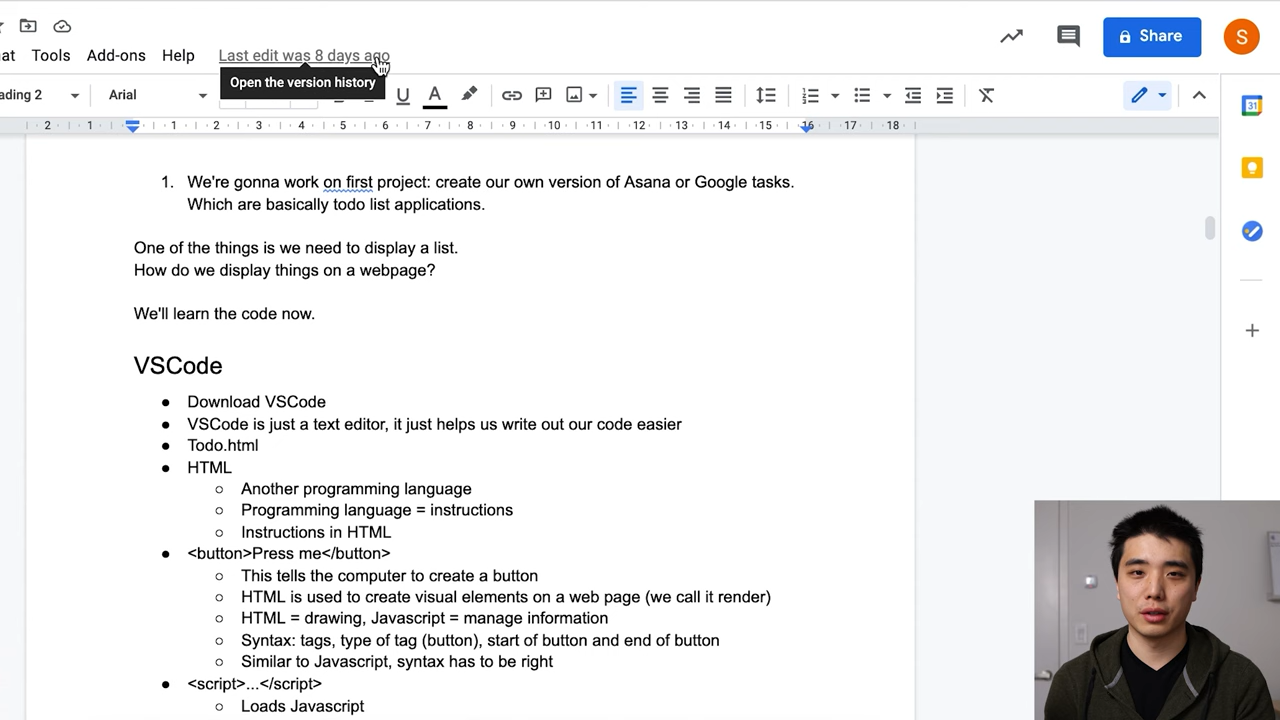 at Tools Add-ons Help Last edit was 8 days ago
Share
S
Open the version history
ading 2 Arial
U A
31
2 1 1 2 3 4 5 6 7 8 9 10 11 12 13 14 15 16 17 18
1. We're gonna work on first project: create our own version of Asana or Google tasks.
Which are basically todo list applications.
One of the things is we need to display a list.
How do we display things on a webpage?
We'll learn the code now.
VSCode
● Download VSCode
● VSCode is just a text editor, it just helps us write out our code easier
● Todo.html
● HTML
○ Another programming language
○ Programming language = instructions
○ Instructions in HTML
● <button>Press me</button>
○ This tells the computer to create a button
○ HTML is used to create visual elements on a web page (we call it render)
○ HTML = drawing, Javascript = manage information
○ Syntax: tags, type of tag (button), start of button and end of button
○ Similar to Javascript, syntax has to be right
● <script>...</script>
○ Loads Javascript